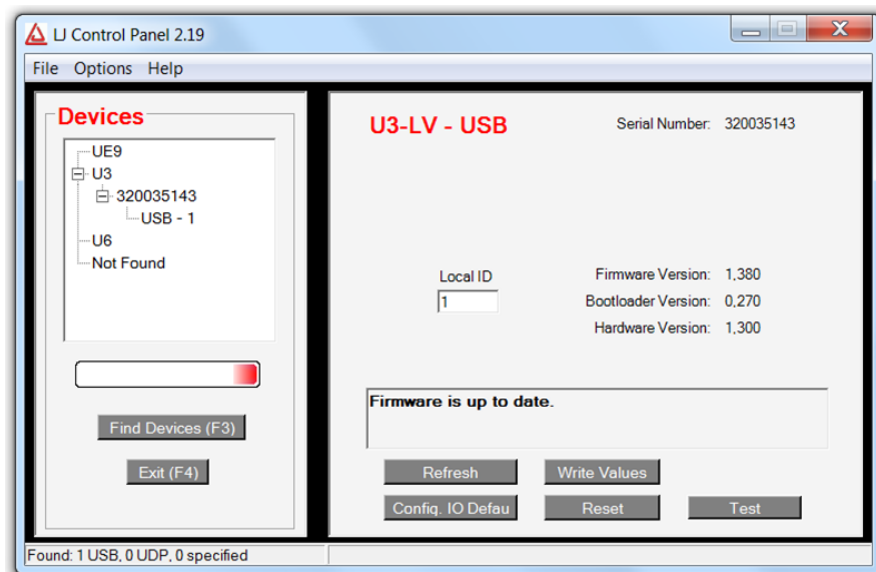 LJ Control Panel 2.19
File Options Help
Devices
UE9
U3
320035143
USB - 1
U6
Not Found
Find Devices (F3)
Exit (F4)
U3-LV - USB
Serial Number: 320035143
Local ID
1
Firmware Version: 1,380
Bootloader Version: 0,270
Hardware Version: 1,300
Firmware is up to date.
Refresh Write Values
Config. IO Defau Reset Test
Found: 1 USB, 0 UDP, 0 specified